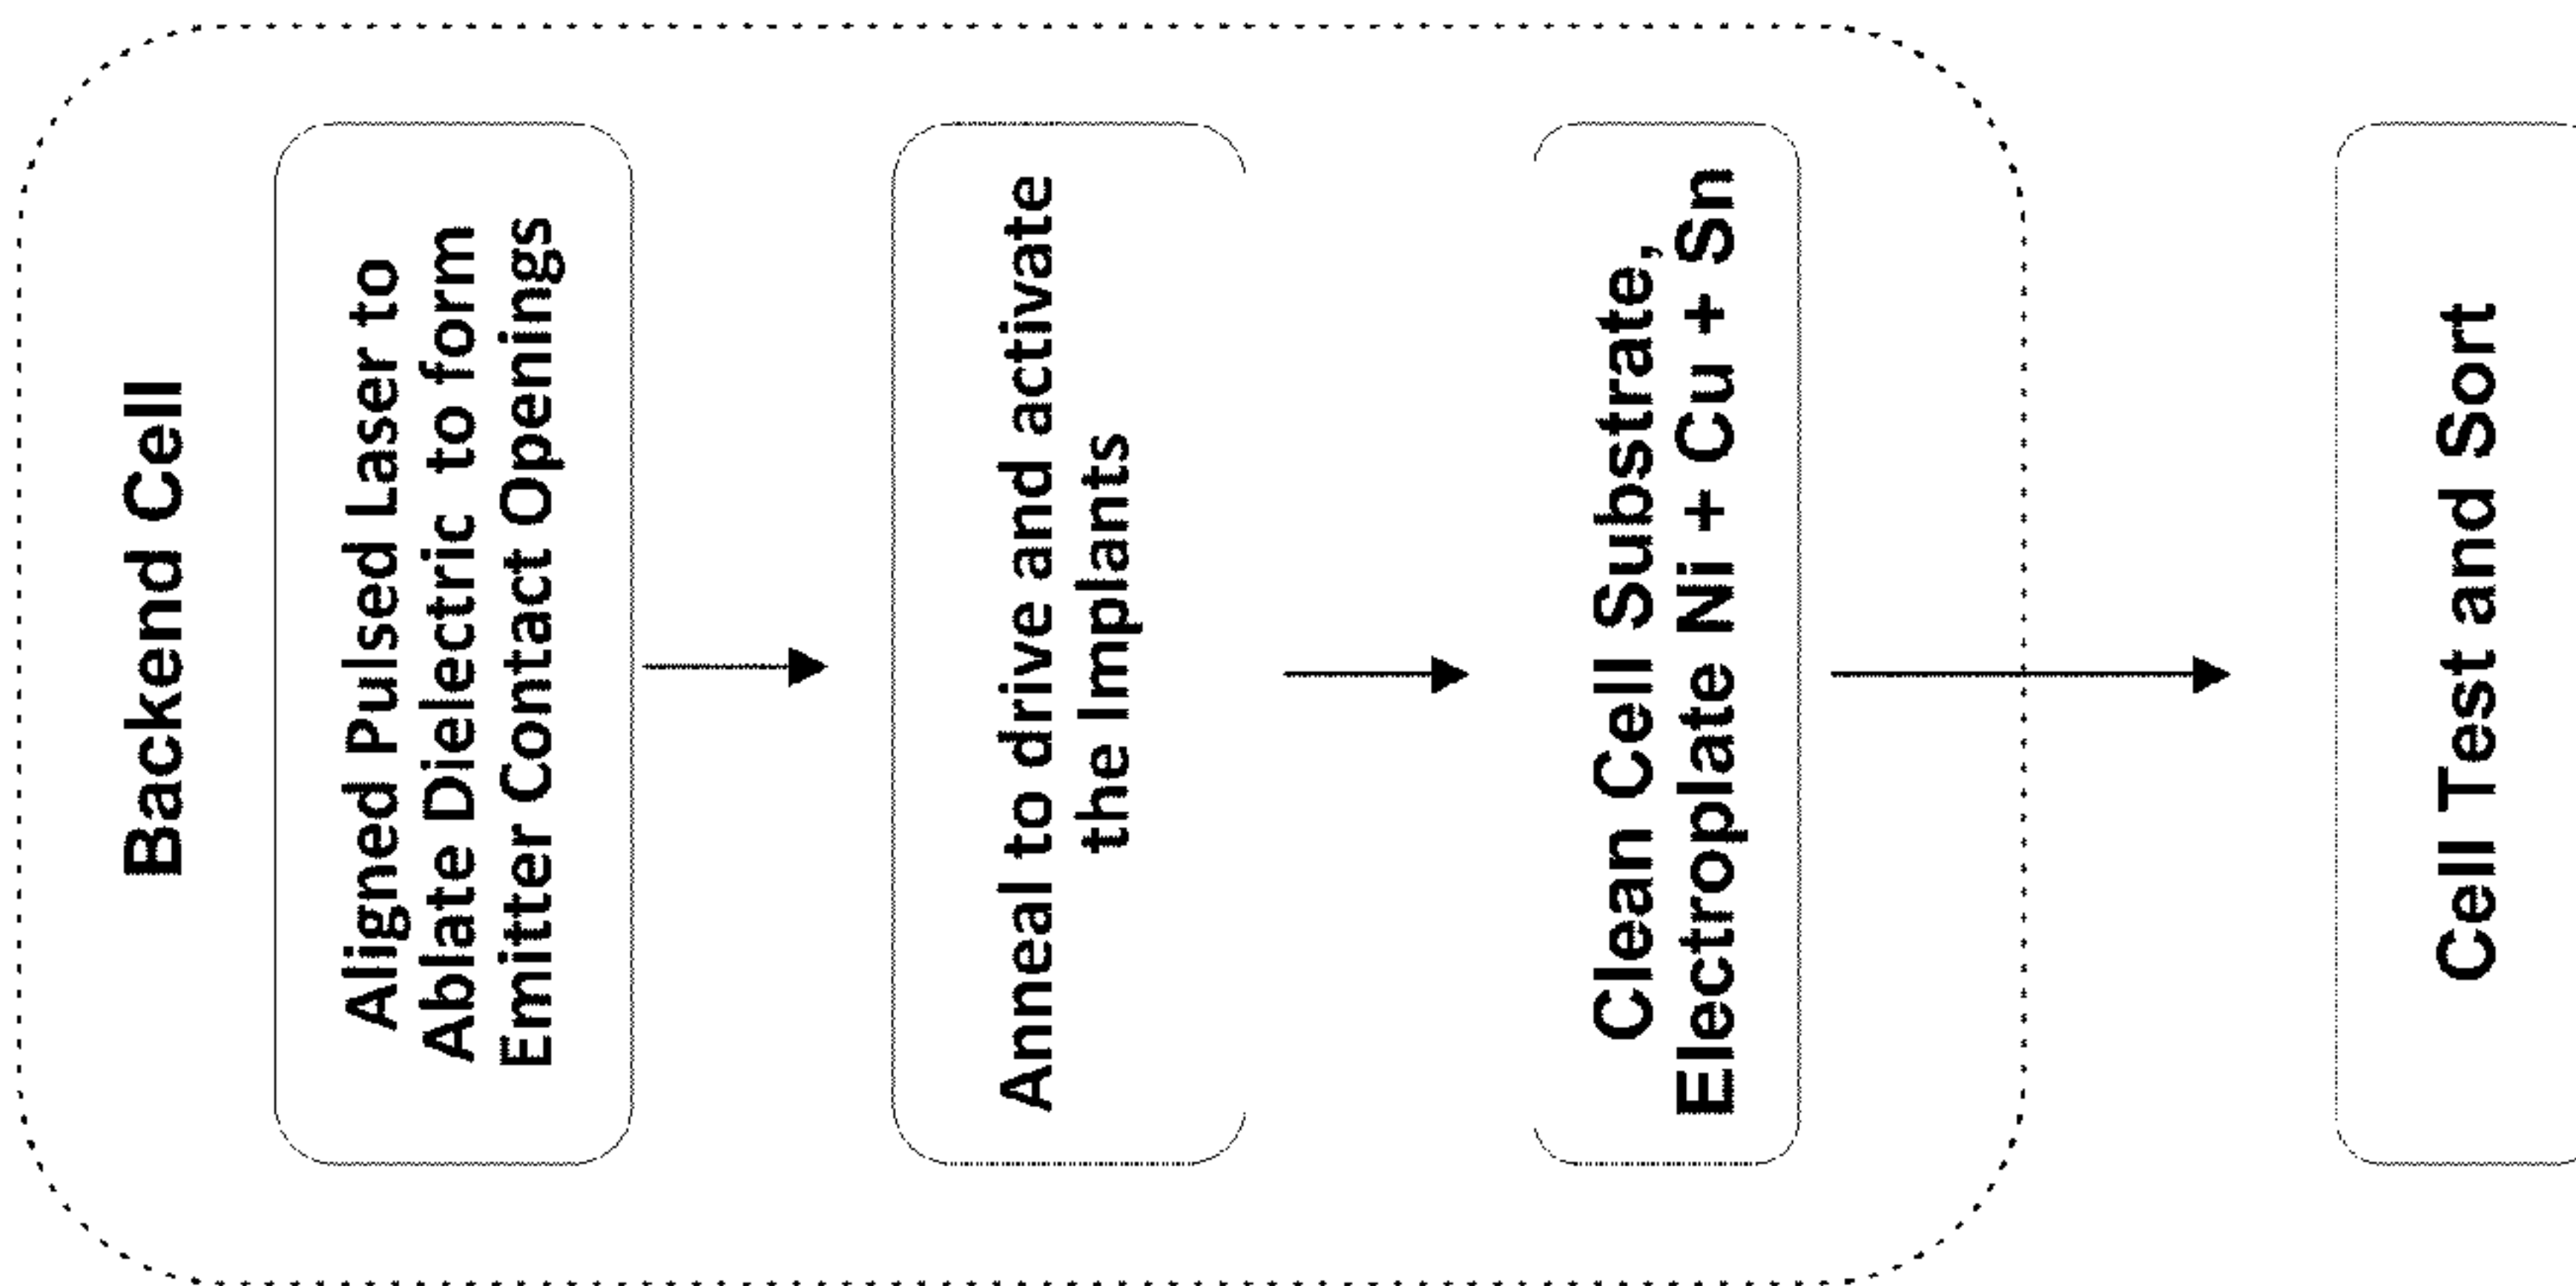 Backend Cell
Aligned Pulsed Laser to
Ablate Dielectric to form
Emitter Contact Openings
Anneal to drive and activate
the Implants
Clean Cell Substrate,
Electroplate Ni + Cu + Sn
Cell Test and Sort